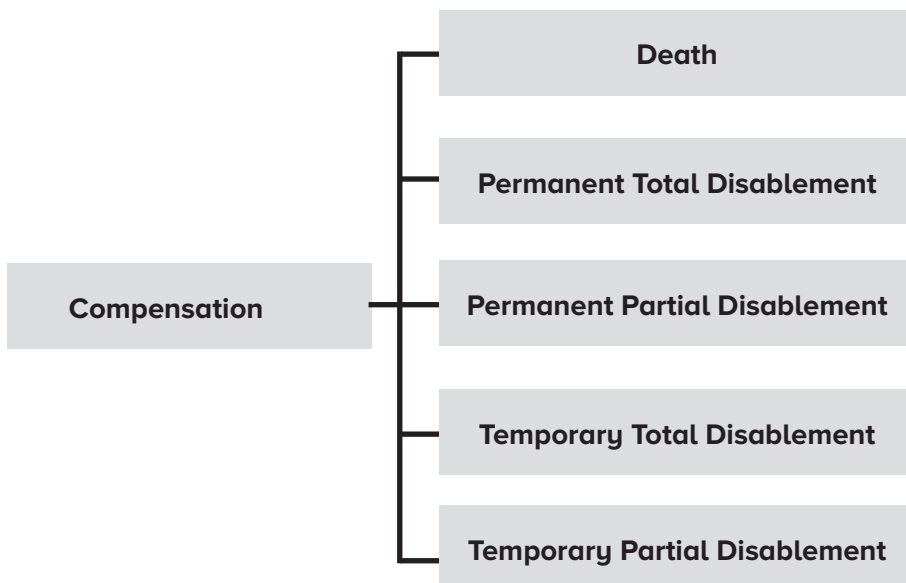 Death
Permanent Total Disablement
Compensation
Permanent Partial Disablement
Temporary Total Disablement
Temporary Partial Disablement